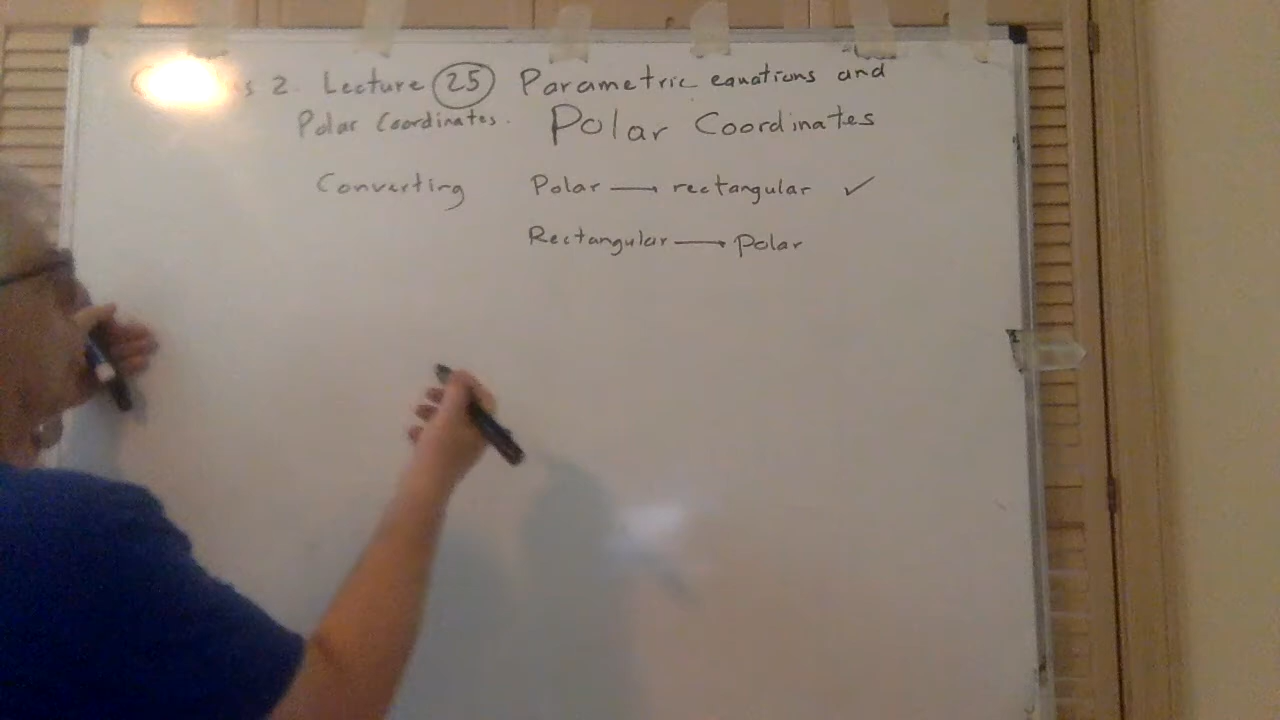 s 2. Lecture 25 Parametric equations and
Polar Coordinates. Polar Coordinates
Converting Polar → rectangular ✓
Rectangular → Polar